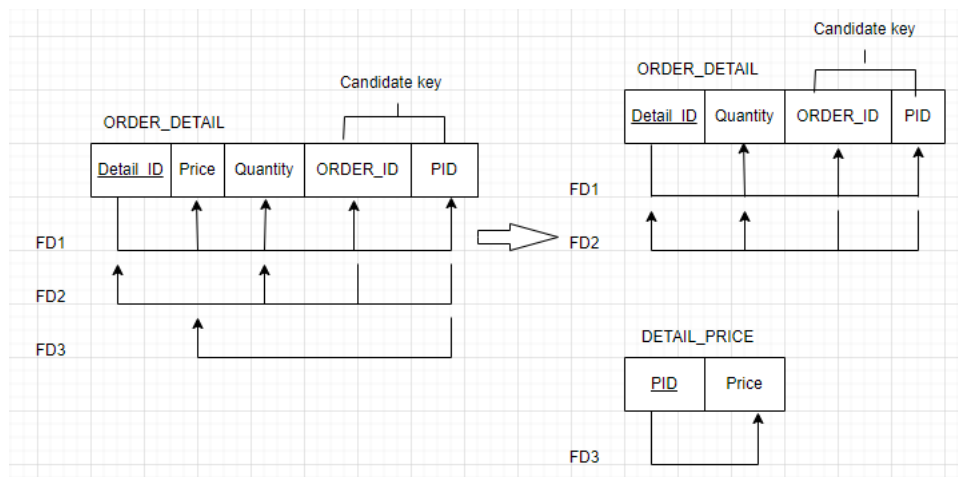 Candidate key
ORDER_DETAIL
Detail_ID Price Quantity ORDER_ID PID
FD1
FD2
FD3
Candidate key
ORDER_DETAIL
Detail_ID Quantity ORDER_ID PID
FD1
FD2
DETAIL_PRICE
PID Price
FD3